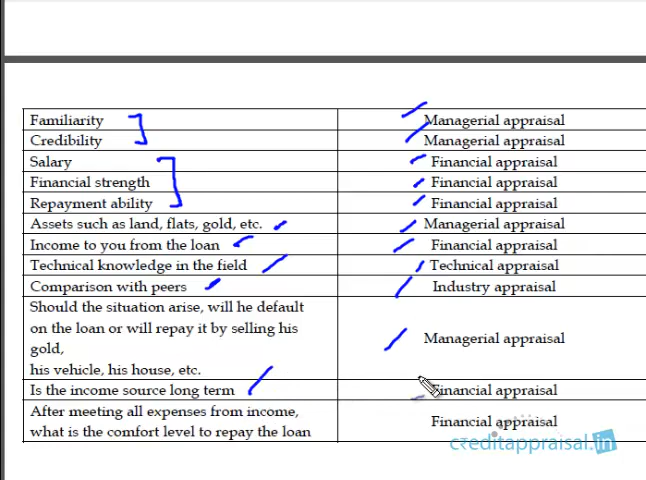 Familiarity Managerial appraisal
Credibility Managerial appraisal
Salary Financial appraisal
Financial strength Financial appraisal
Repayment ability Financial appraisal
Assets such as land, flats, gold, etc. Managerial appraisal
Income to you from the loan Financial appraisal
Technical knowledge in the field Technical appraisal
Comparison with peers Industry appraisal
Should the situation arise, will he default
on the loan or will repay it by selling his
gold,
his vehicle, his house, etc.
Managerial appraisal
Is the income source long term Financial appraisal
After meeting all expenses from income,
what is the comfort level to repay the loan
Financial appraisal
creditappraisal.in